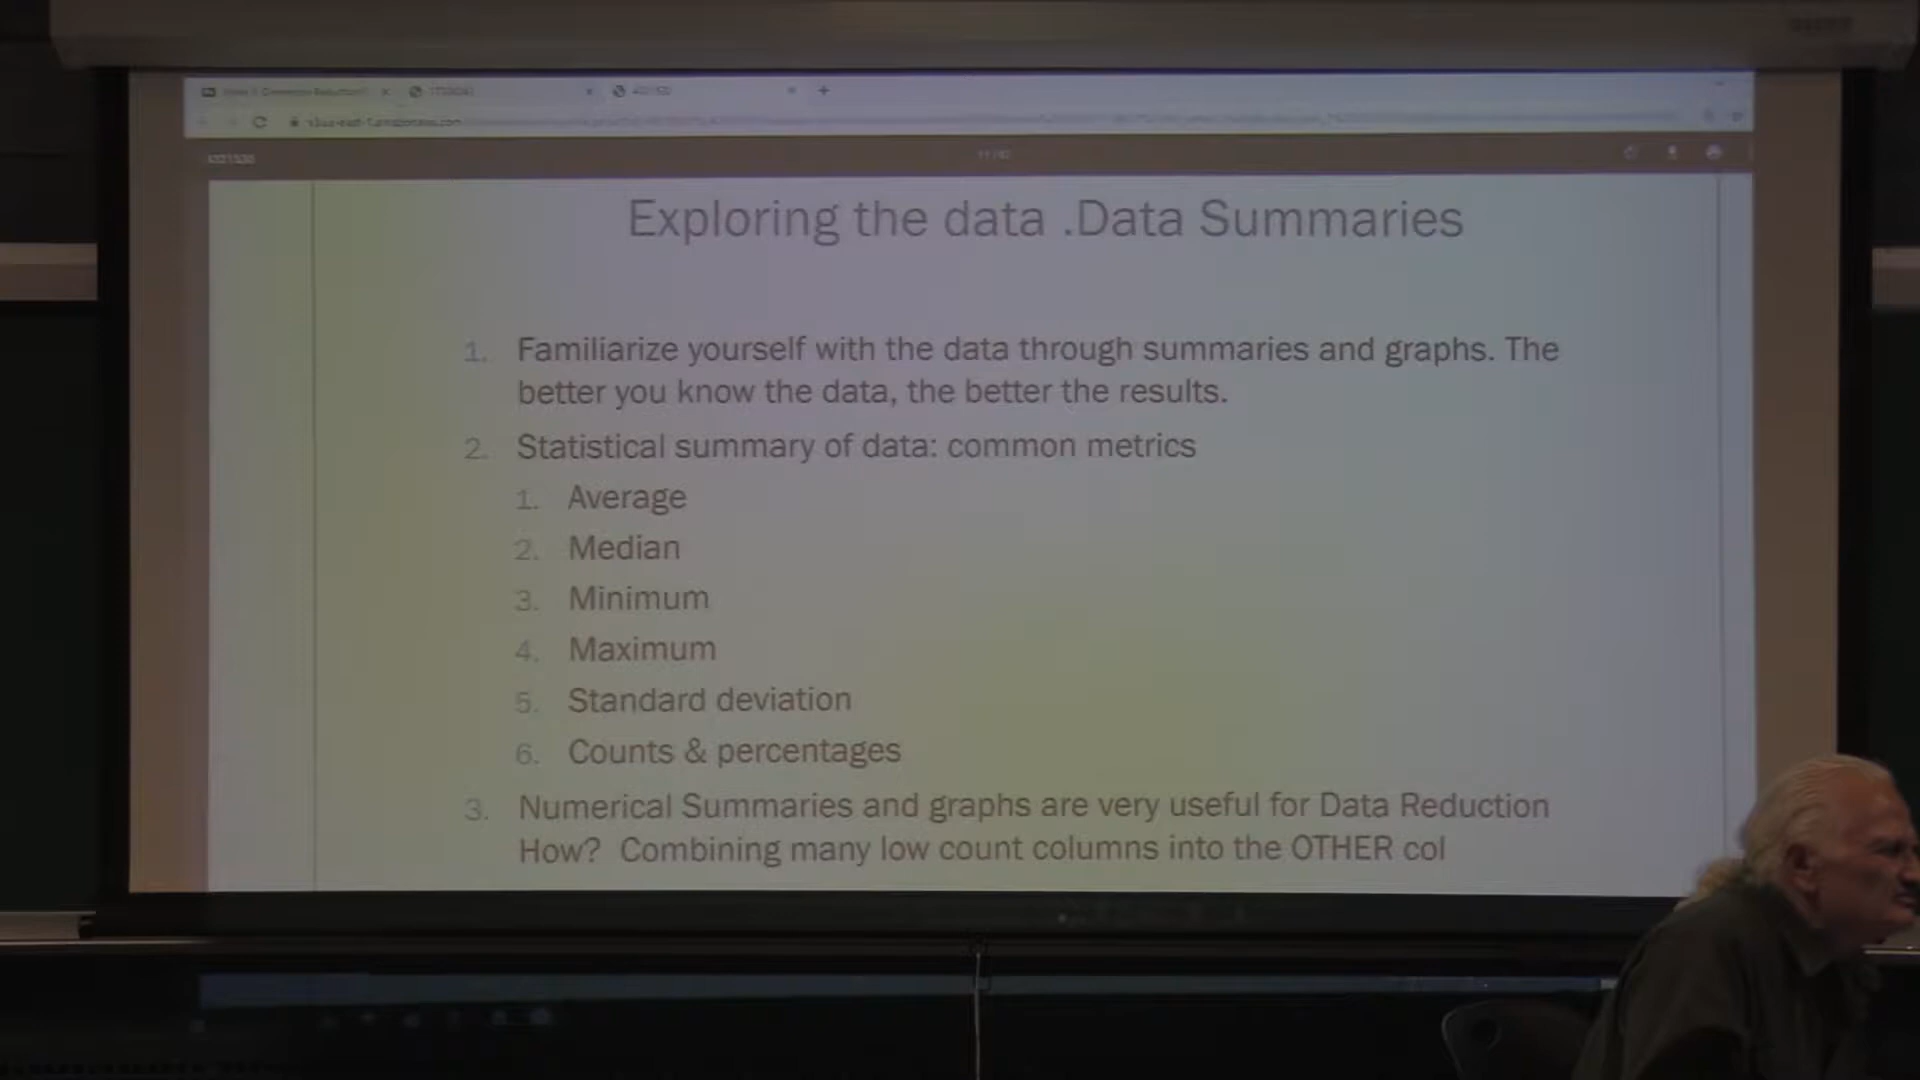 Exploring the data .Data Summaries
1. Familiarize yourself with the data through summaries and graphs. The
better you know the data, the better the results.
2. Statistical summary of data: common metrics
1. Average
2. Median
3. Minimum
4. Maximum
5. Standard deviation
6. Counts & percentages
3. Numerical Summaries and graphs are very useful for Data Reduction
How? Combining many low count columns into the OTHER col